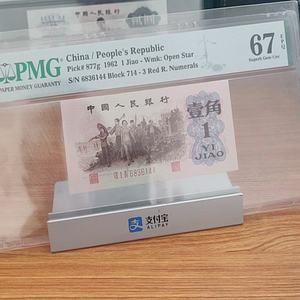 PMG
PAPER MONEY GUARANTY
China / People's Republic
Pick# 877g 1962 1 Jiao - Wmk: Open Star
S/N 6836144 Block 714 - 3 Red R. Numerals
67 EPQ
Superb Gem Unc
中国人民银行
壹角
1
YI
JIAO
6836144
支 支付宝
ALIPAY